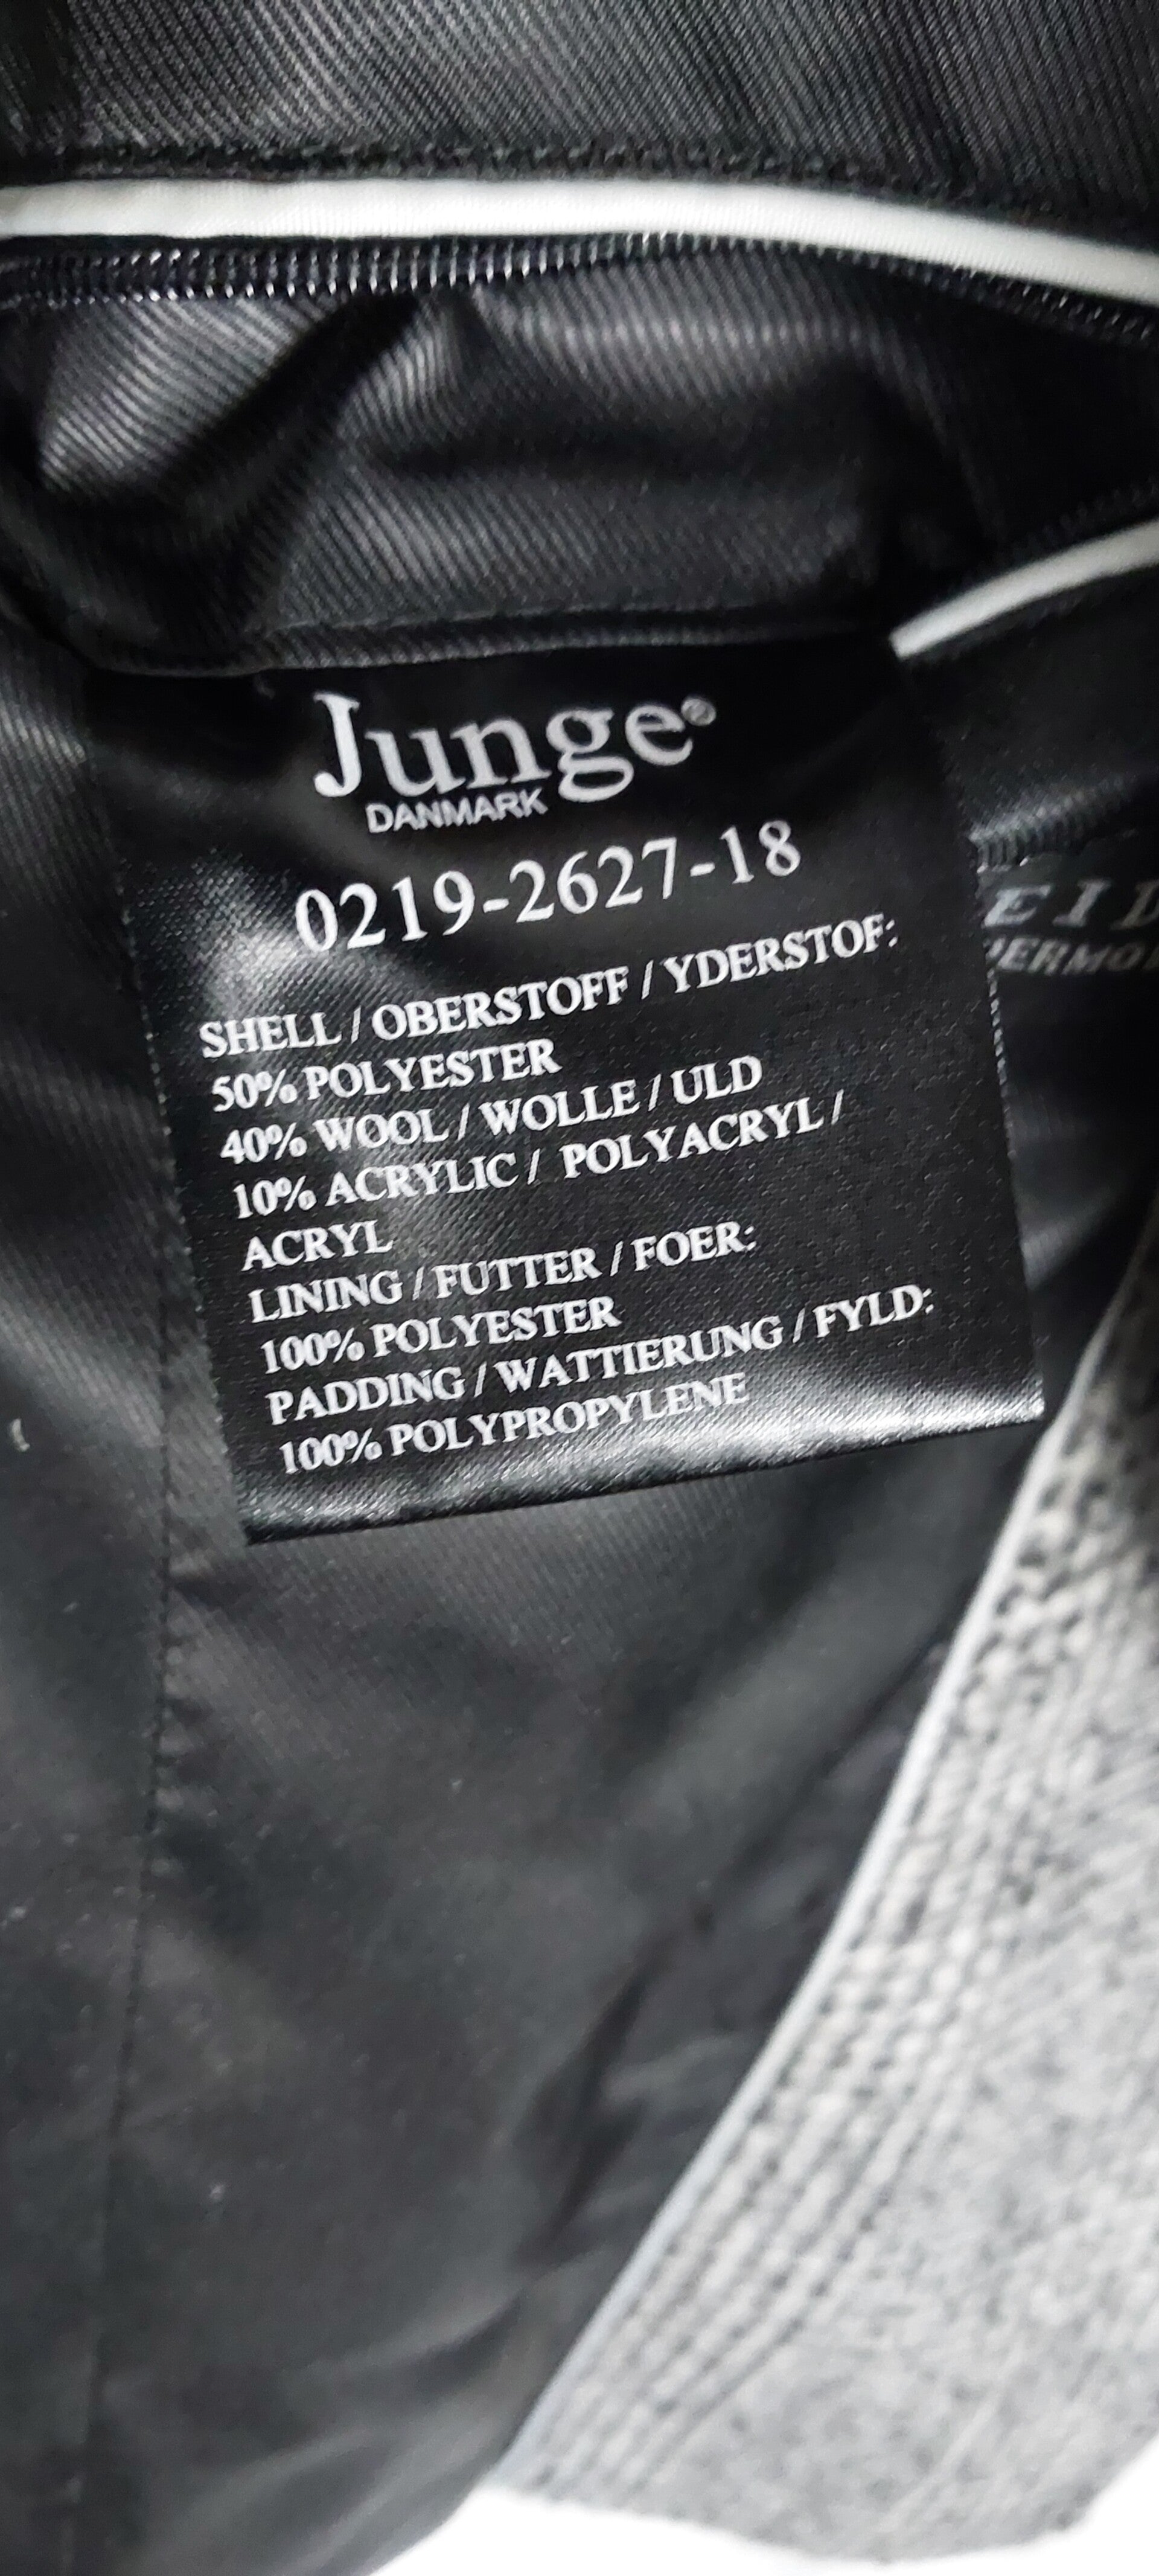 Junge®
DANMARK
0219-2627-18
SHELL / OBERSTOFF / YDERSTOF:
50% POLYESTER
40% WOOL / WOLLE / ULD
10% ACRYLIC / POLYACRYL /
ACRYL
LINING / FUTTER / FOER:
100% POLYESTER
PADDING / WATTIERUNG / FYLD:
100% POLYPROPYLENE